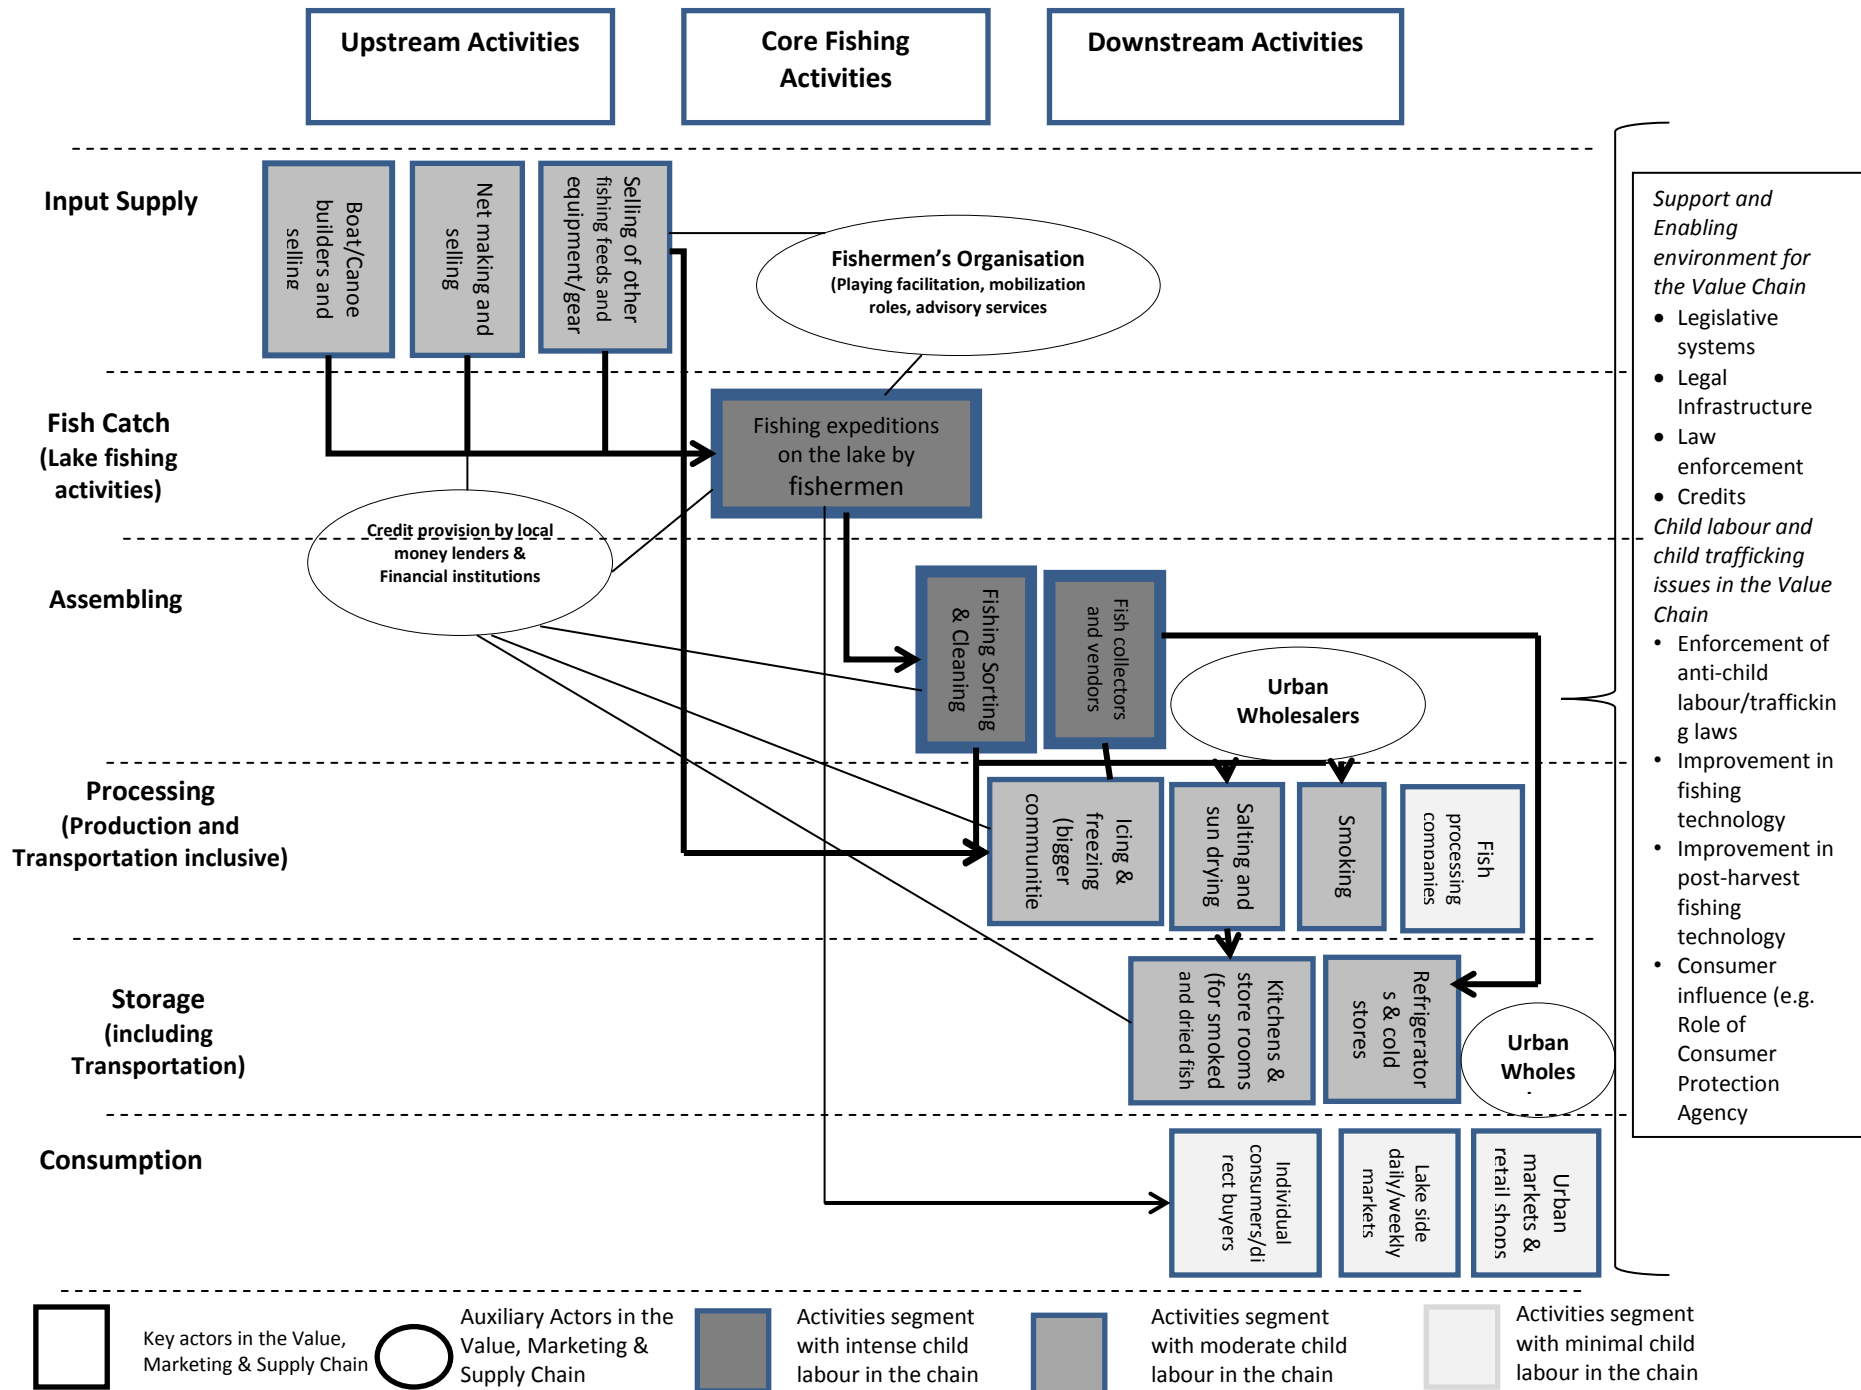 Upstream Activities
Core Fishing
Activities
Downstream Activities
Input Supply
Boat/Canoe
builders and
selling
Net making and
selling
Selling of other
fishing feeds and
equipment/gear
Fishermen’s Organisation
(Playing facilitation, mobilization
roles, advisory services
Fish Catch
(Lake fishing
activities)
Fishing expeditions
on the lake by
fishermen
Credit provision by local
money lenders &
Financial institutions
Assembling
Fishing Sorting
& Cleaning
Fish collectors
and vendors
Urban
Wholesalers
Processing
(Production and
Transportation inclusive)
Icing &
freezing
(bigger
communitie
Salting and
sun drying
Smoking
Fish
processing
companies
Storage
(including
Transportation)
Kitchens &
store rooms
(for smoked
and dried fish
Refrigerator
s & cold
stores
Urban
Wholes
Consumption
Individual
consumers/di
rect buyers
Lake side
daily/weekly
markets
Urban
markets &
retail shops
Support and
Enabling
environment for
the Value Chain
• Legislative
systems
• Legal
Infrastructure
• Law
enforcement
• Credits
Child labour and
child trafficking
issues in the Value
Chain
• Enforcement of
anti-child
labour/traffickin
g laws
• Improvement in
fishing
technology
• Improvement in
post-harvest
fishing
technology
• Consumer
influence (e.g.
Role of
Consumer
Protection
Agency
Key actors in the Value,
Marketing & Supply Chain
Auxiliary Actors in the
Value, Marketing &
Supply Chain
Activities segment
with intense child
labour in the chain
Activities segment
with moderate child
labour in the chain
Activities segment
with minimal child
labour in the chain